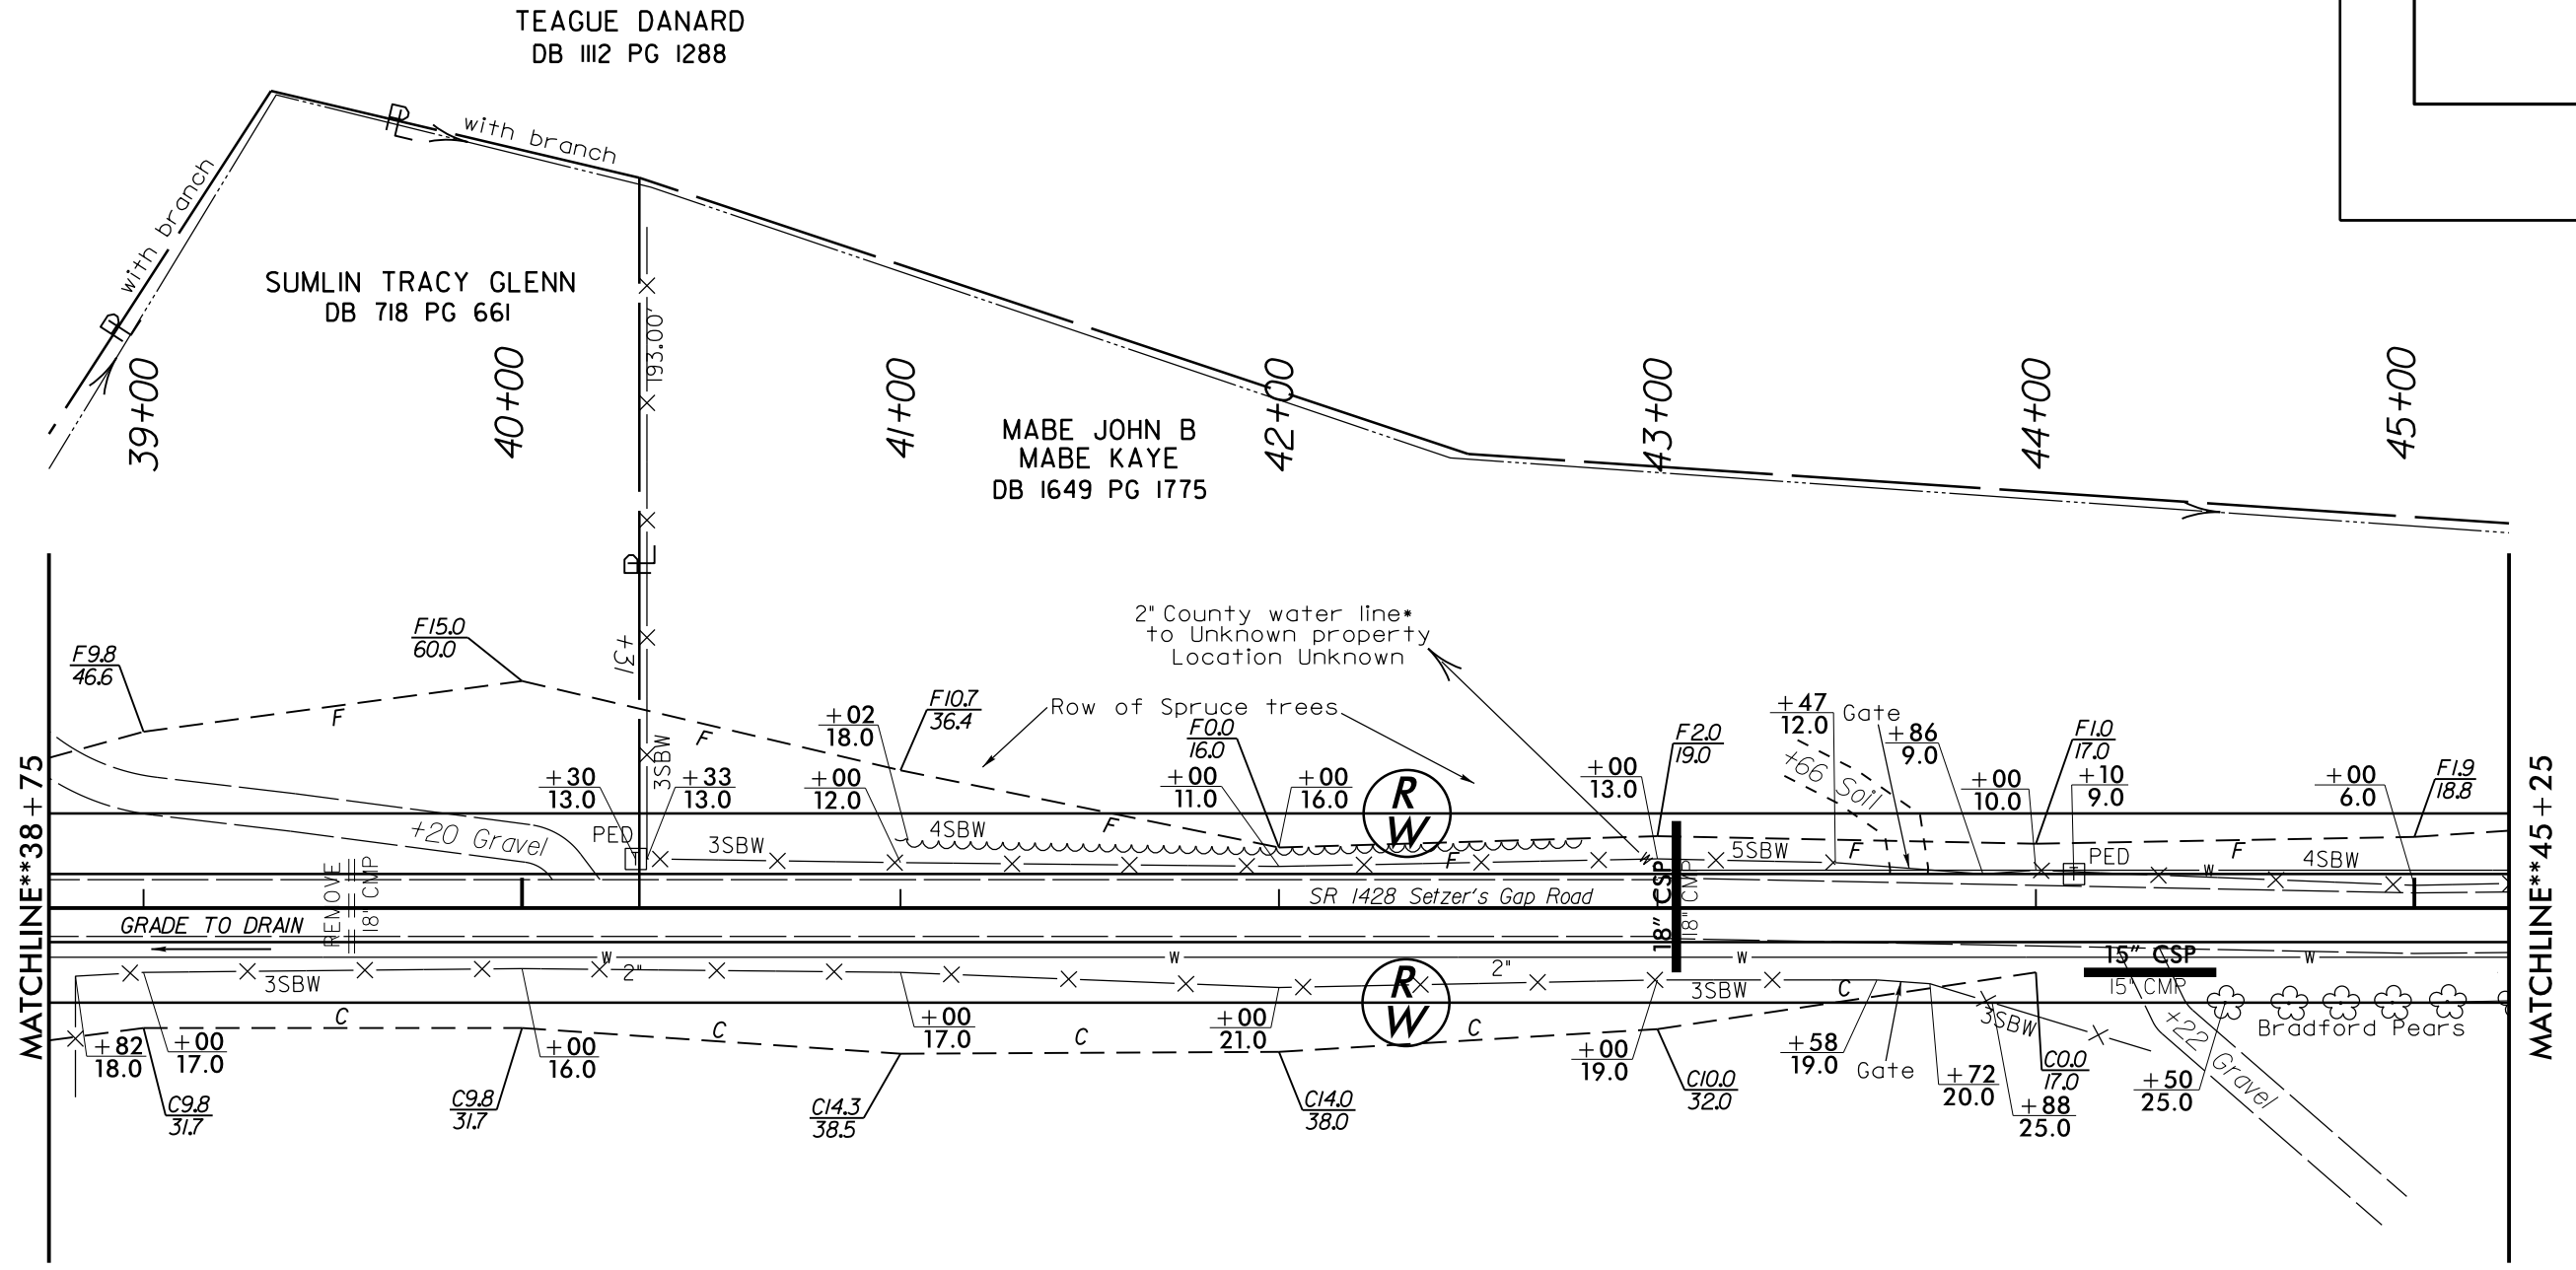 TEAGUE DANARD
DB 1112 PG 1288
PL
with branch
with branch
PL
SUMLIN TRACY GLENN
DB 718 PG 661
193.00'
39+00
40+00
41+00
42+00
43+00
44+00
45+00
MABE JOHN B
MABE KAYE
DB 1649 PG 1775
PL
+31
2" County water line*
to Unknown property
Location Unknown
F9.8
46.6
F15.0
60.0
F10.7
36.4
Row of Spruce trees
F0.0
16.0
F2.0
19.0
F1.0
17.0
F1.9
18.8
F
F
F
F
F
F
+02
18.0
+47
12.0
Gate
+86
9.0
+66 Soil
+30
13.0
3SBW
+33
13.0
+00
12.0
+00
11.0
+00
16.0
R
W
+00
13.0
+00
10.0
+10
9.0
+00
6.0
+20 Gravel
PED
3SBW
4SBW
W
5SBW
PED
W
4SBW
MATCHLINE**38+75
MATCHLINE**45+25
REMOVE
18" CMP
SR 1428 Setzer's Gap Road
18" CSP
18" CMP
GRADE TO DRAIN
W
W
W
W
3SBW
2"
2"
3SBW
15" CSP
15" CMP
R
W
C
C
C
C
C
3SBW
Bradford Pears
+22 Gravel
+82
18.0
+00
17.0
+00
16.0
+00
17.0
+00
21.0
+00
19.0
+58
19.0
Gate
+72
20.0
+88
25.0
+50
25.0
C9.8
31.7
C9.8
31.7
C14.3
38.5
C14.0
38.0
C10.0
32.0
C0.0
17.0